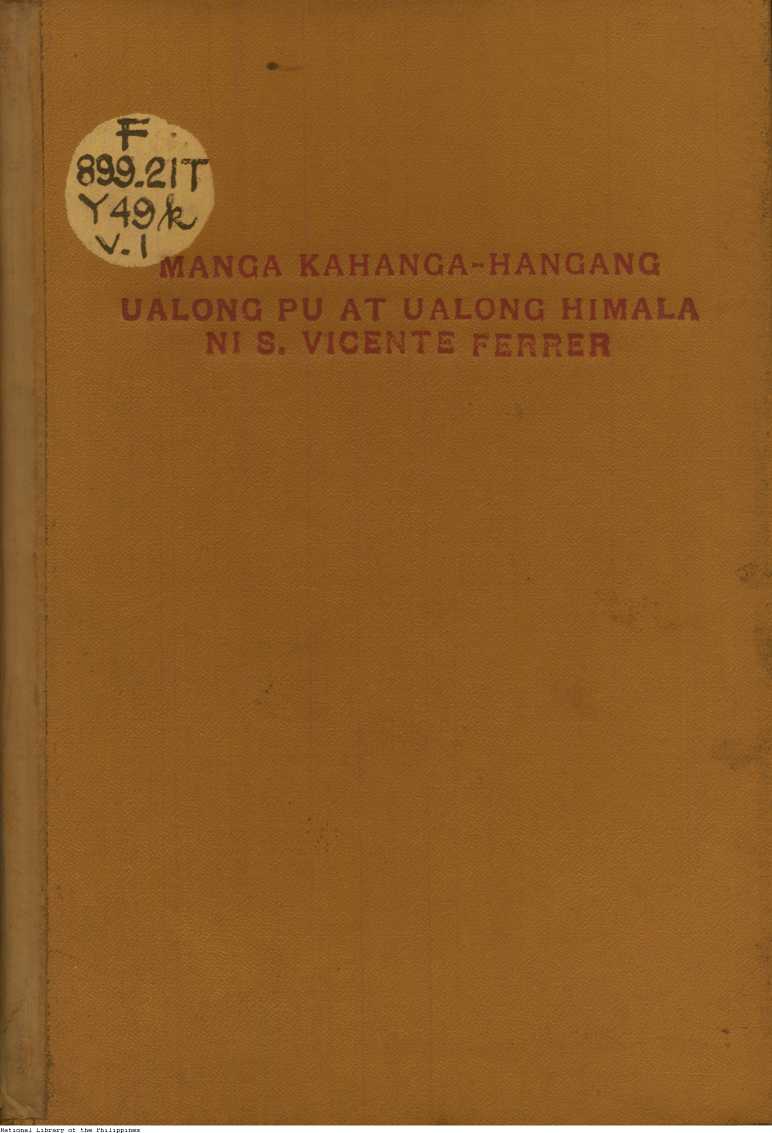 F
899.21T
Y49k
V.1
MANGA KAHANGA-HANGANG
UALONG PU AT UALONG HIMALA
NI S. VICENTE FERRER
National Library of the Philippines